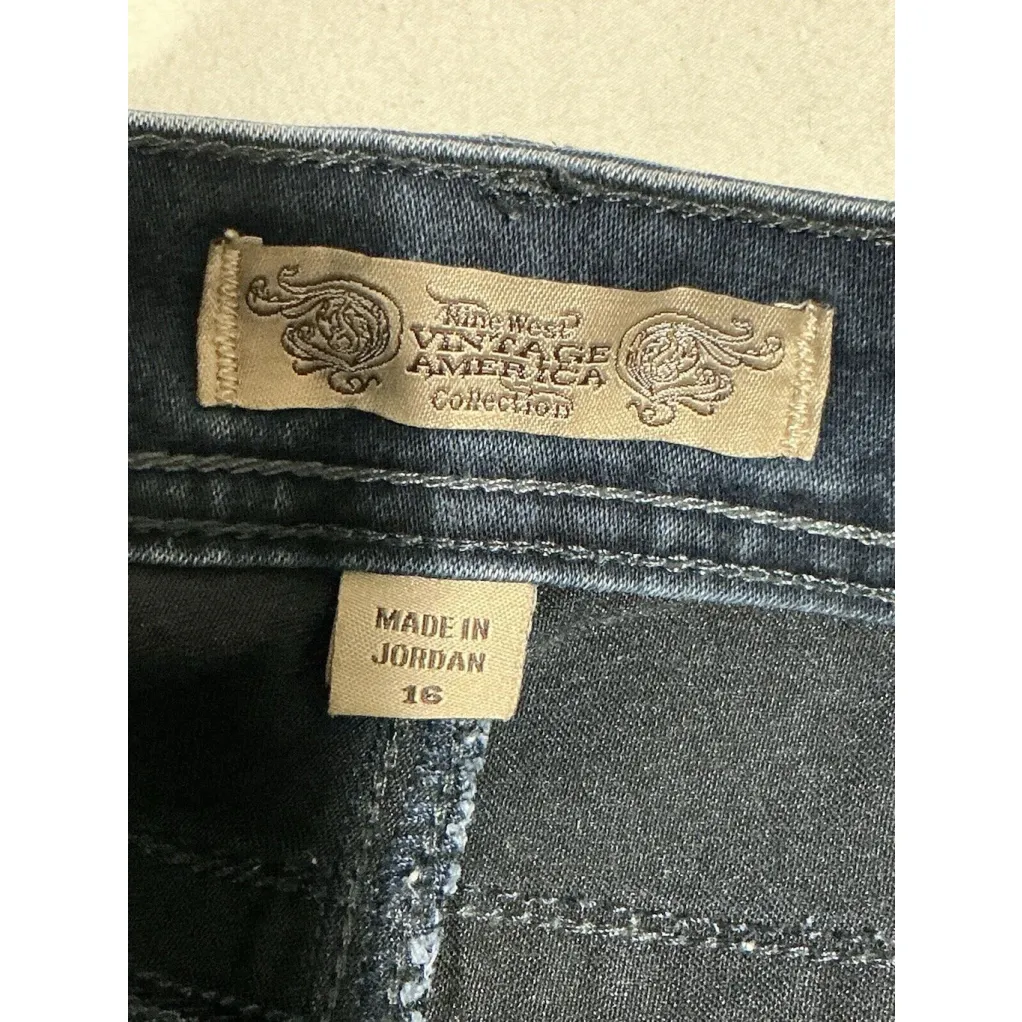 Nine West
VINTAGE
AMERICA
Collection
MADE IN
JORDAN
16